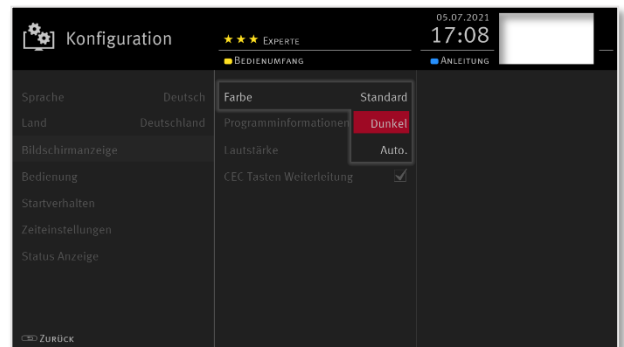 Konfiguration
★★★ EXPERTE
BEDIENUMFANG
05.07.2021
17:08
ANLEITUNG
Sprache Deutsch
Land Deutschland
Bildschirmanzeige
Bedienung
Startverhalten
Zeiteinstellungen
Status Anzeige
Farbe Standard
Programminformationen Dunkel
Lautstärke Auto.
CEC Tasten Weiterleitung
ZURÜCK